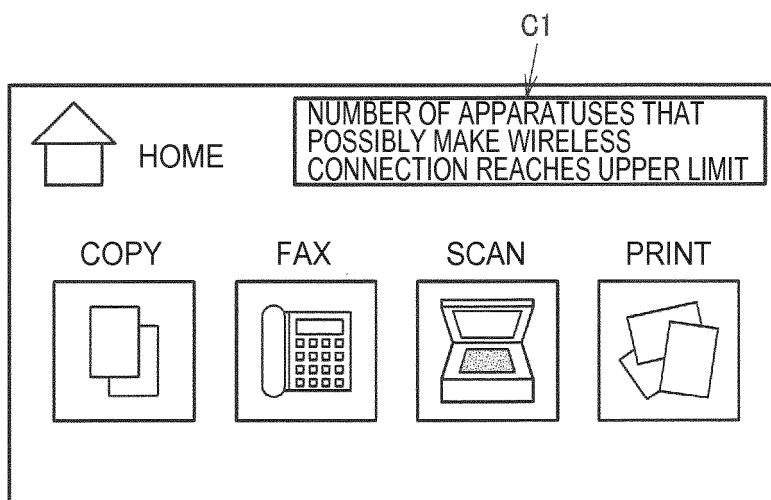 C1
NUMBER OF APPARATUSES THAT
POSSIBLY MAKE WIRELESS
CONNECTION REACHES UPPER LIMIT
HOME
COPY FAX SCAN PRINT